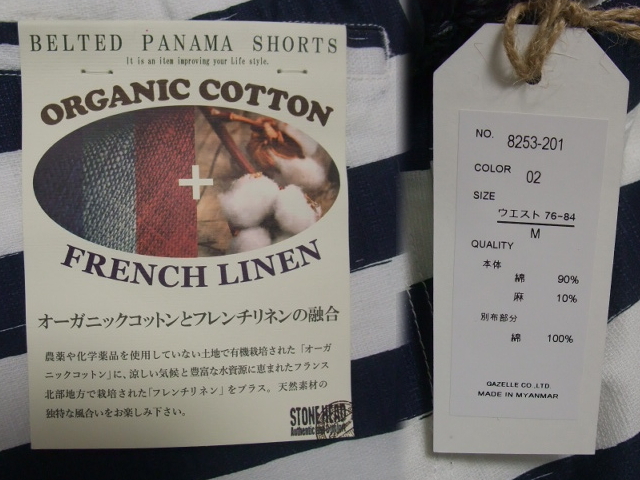 BELTED PANAMA SHORTS
It is an item improving your Life style.
ORGANIC COTTON
+
FRENCH LINEN
オーガニックコットンとフレンチリネンの融合
農薬や化学薬品を使用していない土地で有機栽培された「オーガ
ニックコットン」に、涼しい気候と豊富な水資源に恵まれたフランス
北部地方で栽培された「フレンチリネン」をプラス。天然素材の
独特な風合いをお楽しみ下さい。
STONEHEAD
NO. 8253-201
COLOR 02
SIZE
ウエスト 76-84
M
QUALITY
本体
綿 90%
麻 10%
別布部分
綿 100%
GAZELLE CO.,LTD.
MADE IN MYANMAR